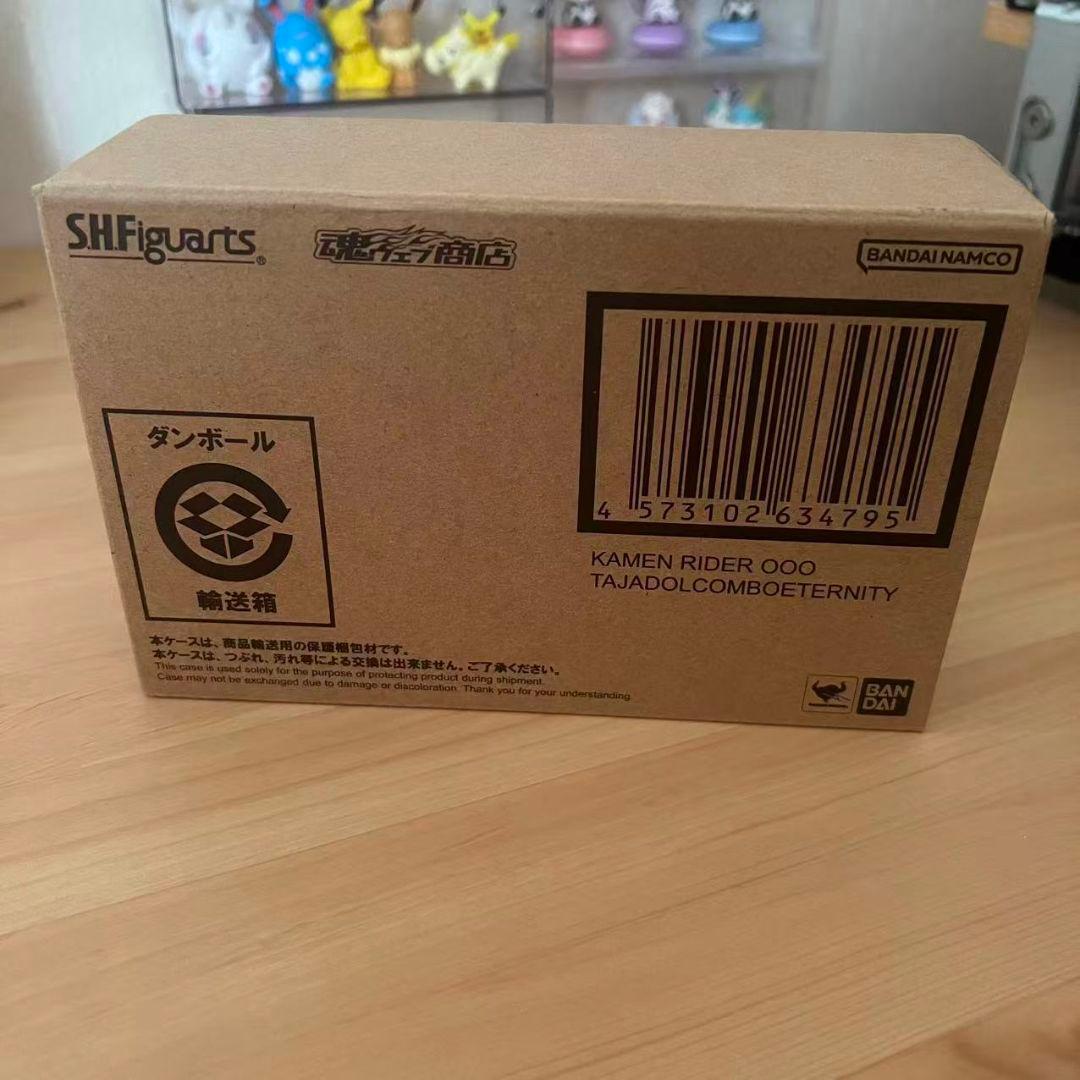 S.H.Figuarts®
魂ウェブ商店
BANDAI NAMCO
4 573102 634795
KAMEN RIDER OOO
TAJADOLCOMBOETERNITY
ダンボール
輸送箱
本ケースは、商品輸送用の保護梱包材です。
本ケースは、つぶれ、汚れ等による交換は出来ません。ご了承ください。
This case is used solely for the purpose of protecting product during shipment.
Case may not be exchanged due to damage or discoloration. Thank you for your understanding.
BAN
DAI